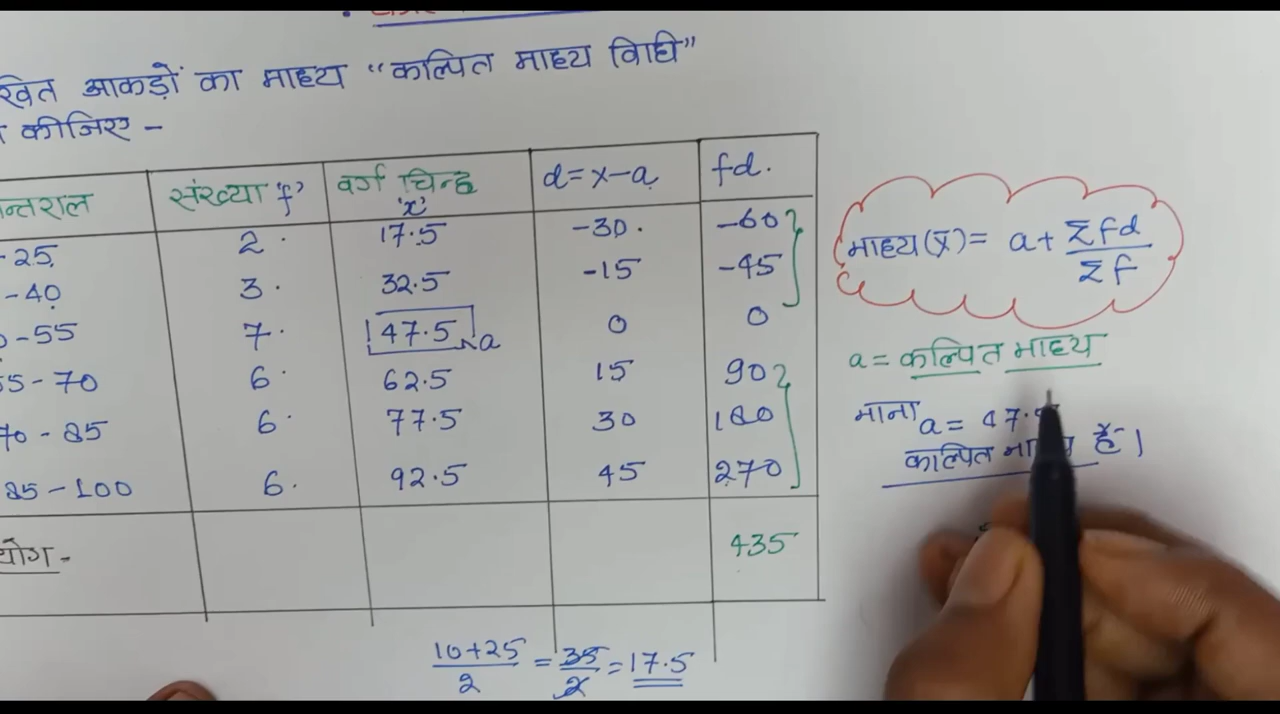 आकड़ों का माध्य “कल्पित माध्य विधि”
कीजिए –
संख्या 'f' वर्ग चिन्ह 'x' d=x-a fd.
-25 2 17.5 -30 -60
-40 3 32.5 -15 -45
-55 7 47.5 a 0 0
55-70 6 62.5 15 90
70-85 6 77.5 30 180
85-100 6 92.5 45 270
योग- 435
माध्य(x̄)= a+ Σfd/Σf
a= कल्पित माध्य
माना a= 47.
कल्पित है।
10+25/2 = 35/2 = 17.5